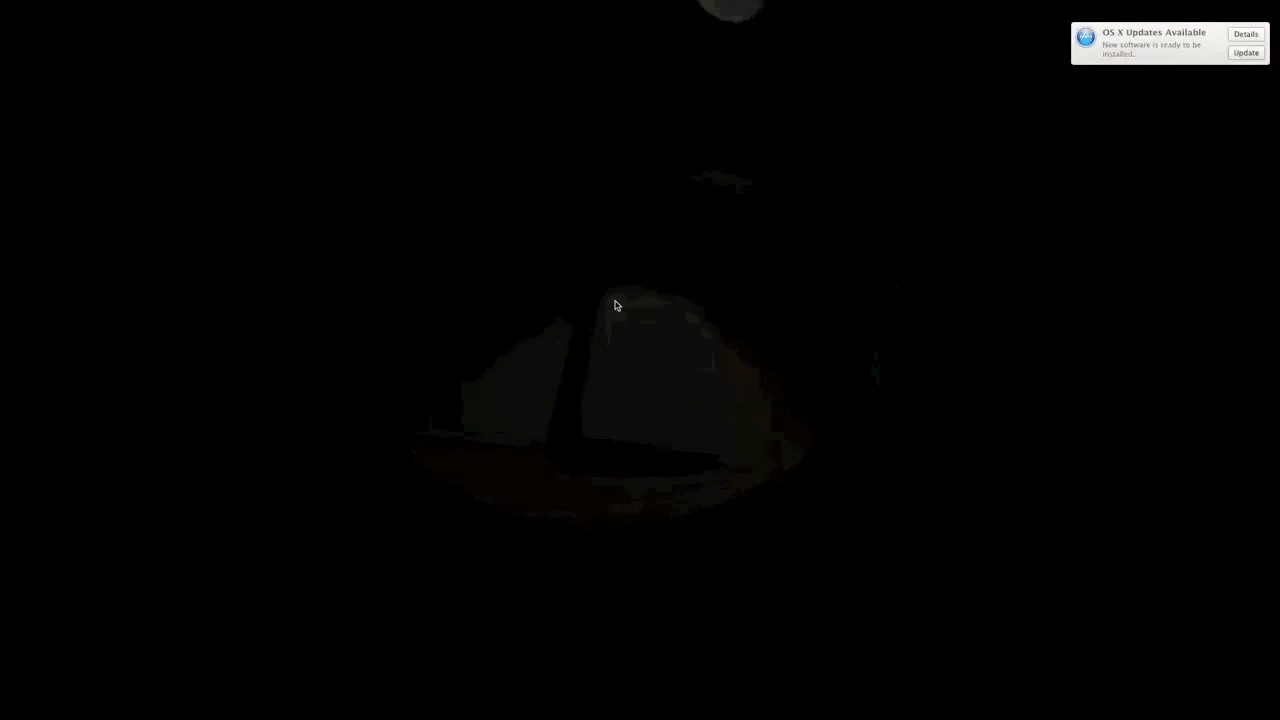 OS X Updates Available
Details
New software is ready to be
installed.
Update